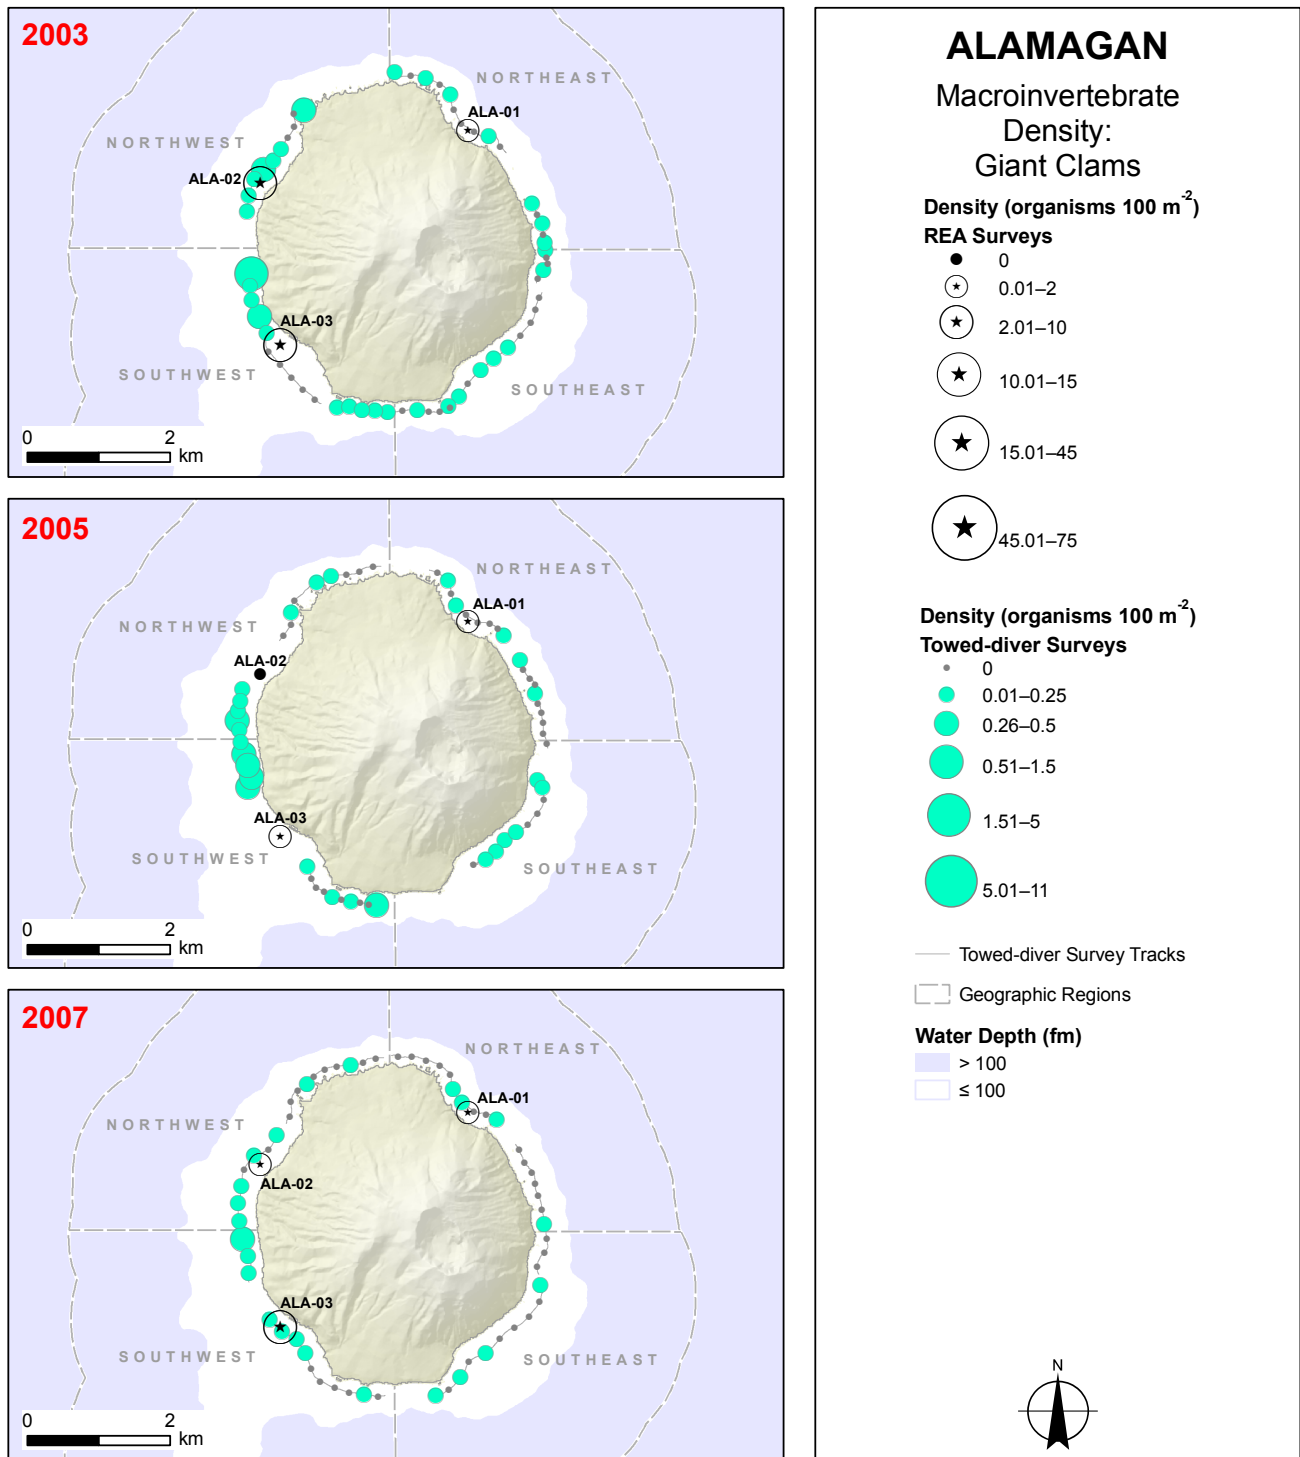 2003
NORTHEAST
ALA-01
NORTHWEST
ALA-02
ALA-03
SOUTHWEST
SOUTHEAST
0 2
km
2005
NORTHEAST
ALA-01
NORTHWEST
ALA-02
ALA-03
SOUTHWEST
SOUTHEAST
0 2
km
2007
NORTHEAST
ALA-01
NORTHWEST
ALA-02
ALA-03
SOUTHWEST
SOUTHEAST
0 2
km
ALAMAGAN
Macroinvertebrate
Density:
Giant Clams
Density (organisms 100 m⁻²)
REA Surveys
0
0.01–2
2.01–10
10.01–15
15.01–45
45.01–75
Density (organisms 100 m⁻²)
Towed-diver Surveys
0
0.01–0.25
0.26–0.5
0.51–1.5
1.51–5
5.01–11
Towed-diver Survey Tracks
Geographic Regions
Water Depth (fm)
> 100
≤ 100
N